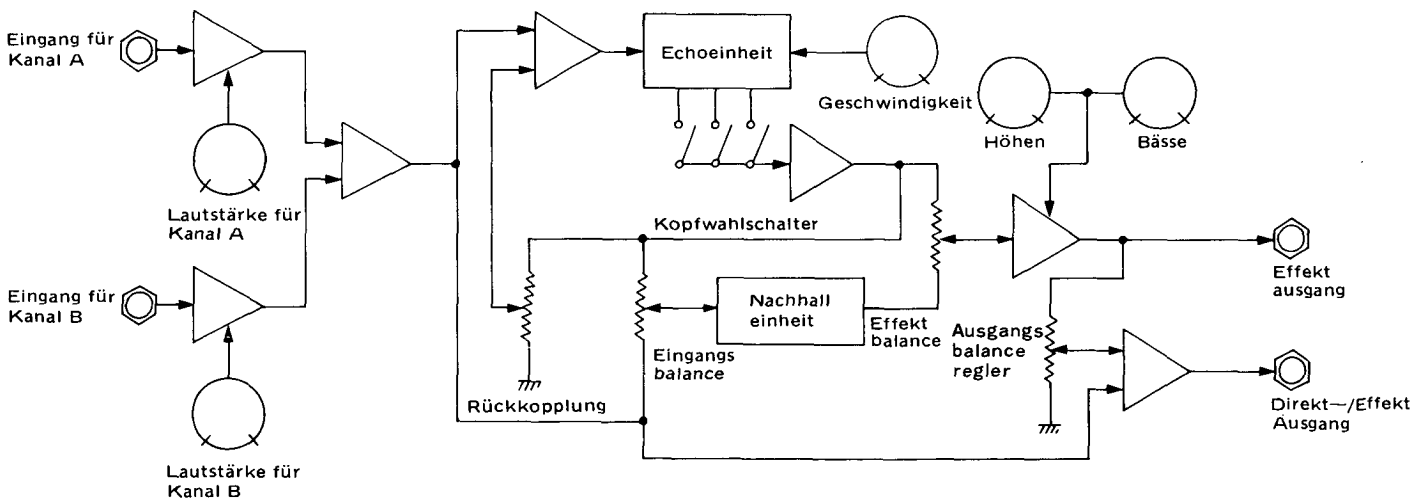 Eingang für
Kanal A
Echoeinheit
Geschwindigkeit
Höhen
Bässe
Lautstärke für
Kanal A
Kopfwahlschalter
Eingang für
Kanal B
Nachhall
einheit
Effekt
balance
Eingangs
balance
Ausgangs
balance
regler
Effekt
ausgang
Rückkopplung
Direkt—/Effekt
Ausgang
Lautstärke für
Kanal B